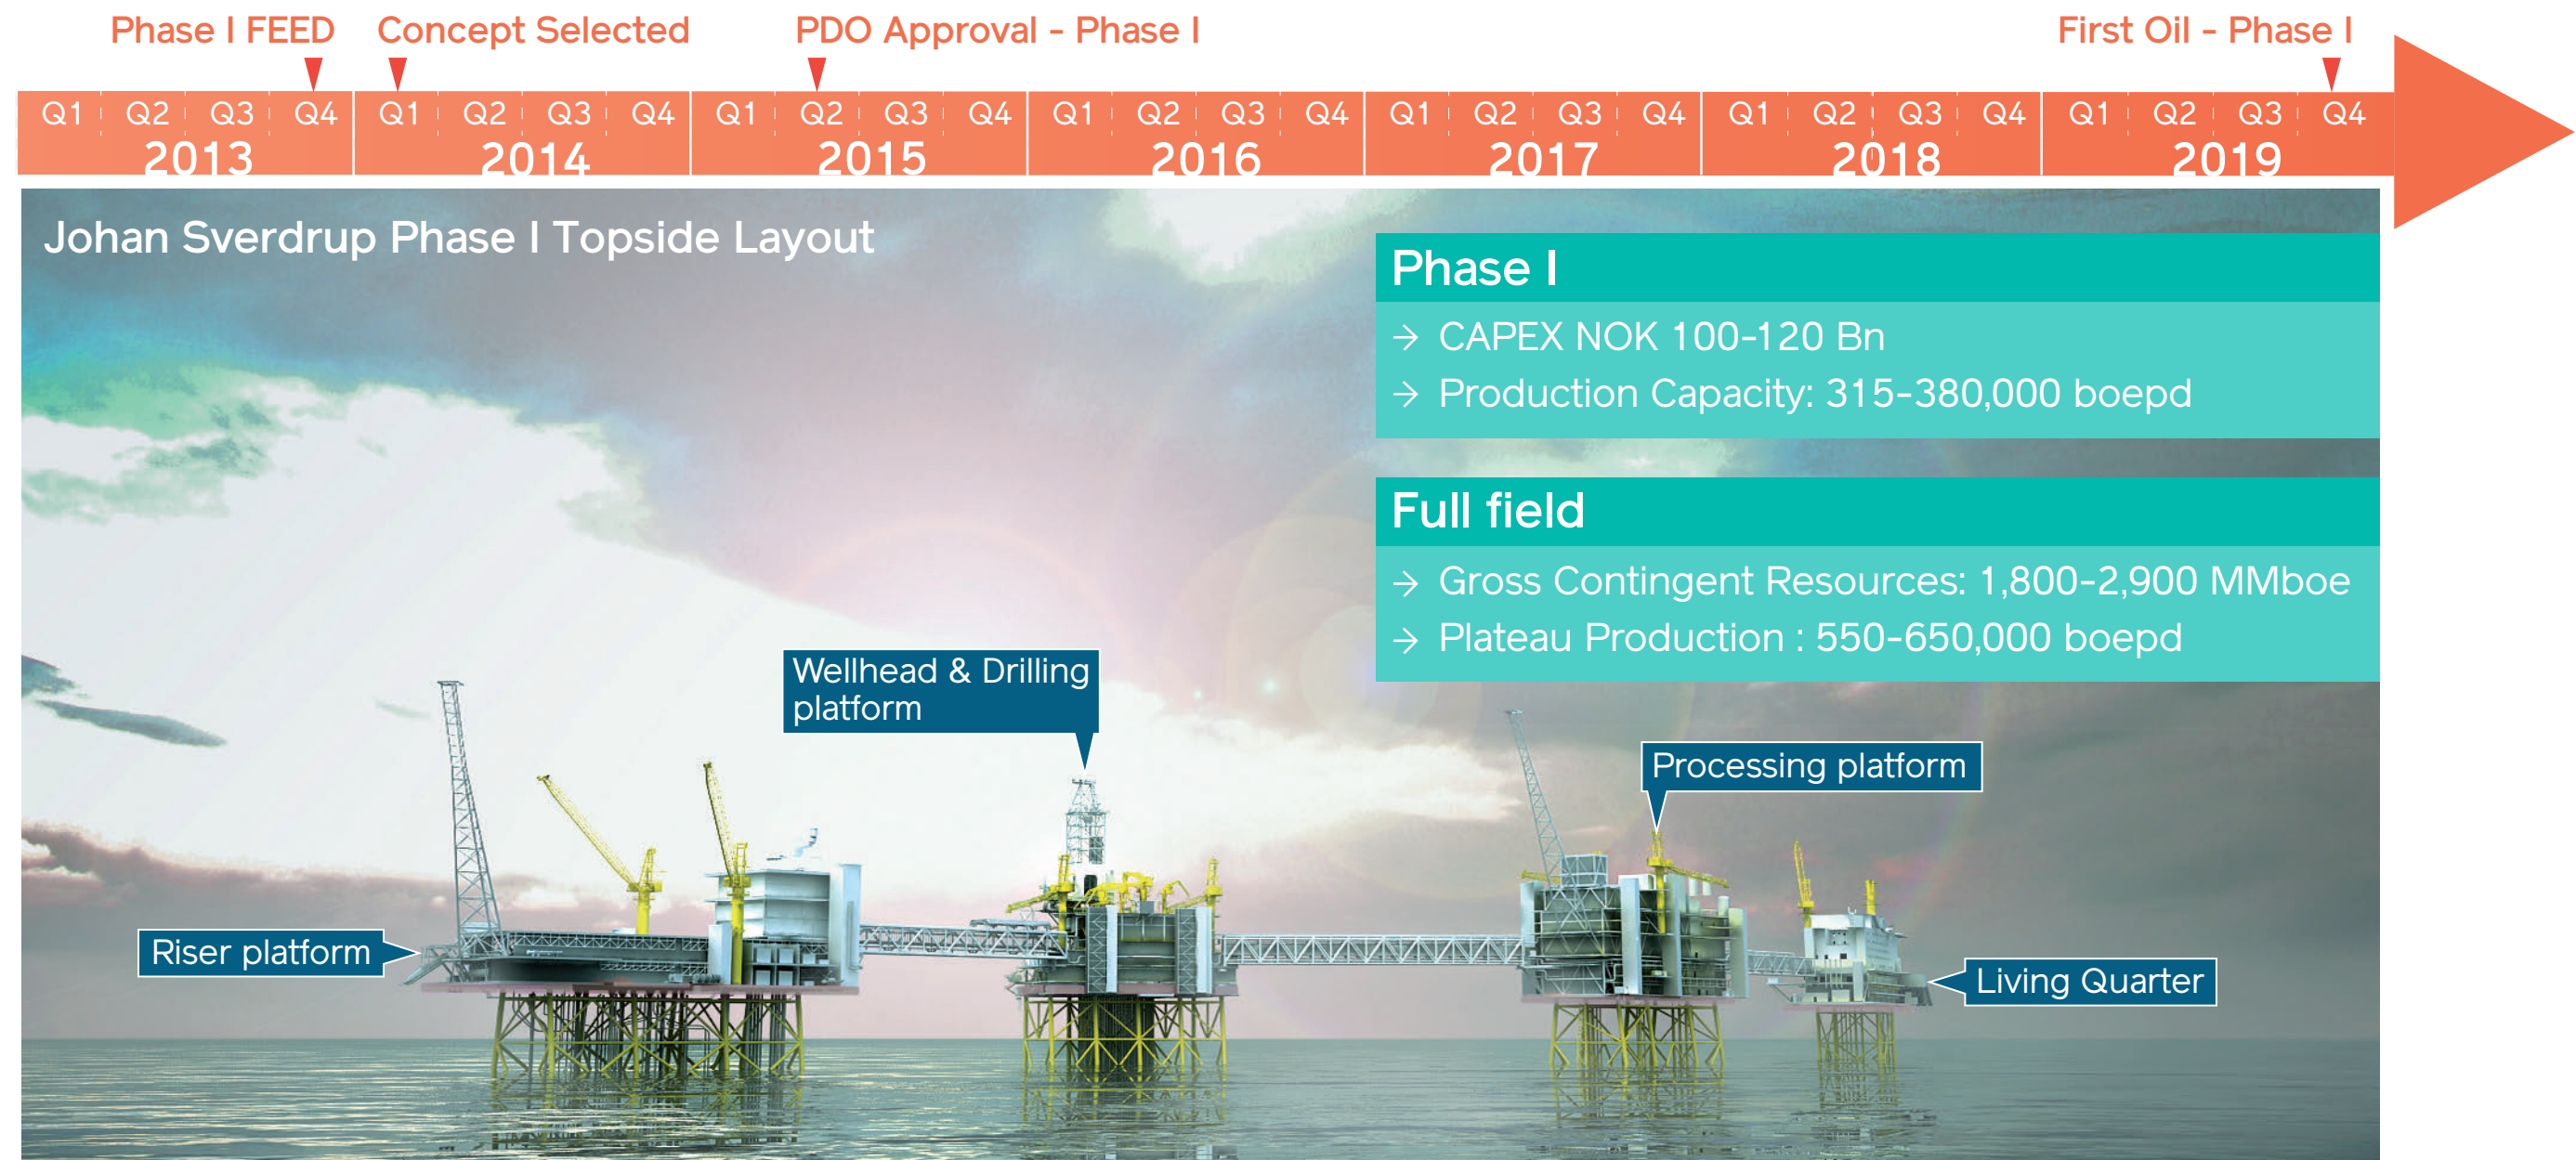 Phase I FEED Concept Selected PDO Approval - Phase I First Oil - Phase I
Q1 Q2 Q3 Q4 Q1 Q2 Q3 Q4 Q1 Q2 Q3 Q4 Q1 Q2 Q3 Q4 Q1 Q2 Q3 Q4 Q1 Q2 Q3 Q4 Q1 Q2 Q3 Q4
2013 2014 2015 2016 2017 2018 2019
Johan Sverdrup Phase I Topside Layout
Phase I
→ CAPEX NOK 100-120 Bn
→ Production Capacity: 315-380,000 boepd
Full field
→ Gross Contingent Resources: 1,800-2,900 MMboe
→ Plateau Production : 550-650,000 boepd
Wellhead & Drilling
platform
Processing platform
Riser platform
Living Quarter